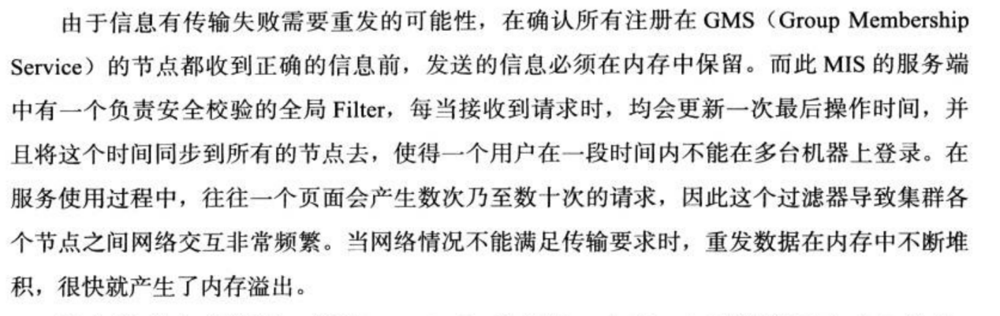 由于信息有传输失败需要重发的可能性，在确认所有注册在 GMS（Group Membership
Service）的节点都收到正确的信息前，发送的信息必须在内存中保留。而此 MIS 的服务端
中有一个负责安全校验的全局 Filter，每当接收到请求时，均会更新一次最后操作时间，并
且将这个时间同步到所有的节点去，使得一个用户在一段时间内不能在多台机器上登录。在
服务使用过程中，往往一个页面会产生数次乃至数十次的请求，因此这个过滤器导致集群各
个节点之间网络交互非常频繁。当网络情况不能满足传输要求时，重发数据在内存中不断堆
积，很快就产生了内存溢出。